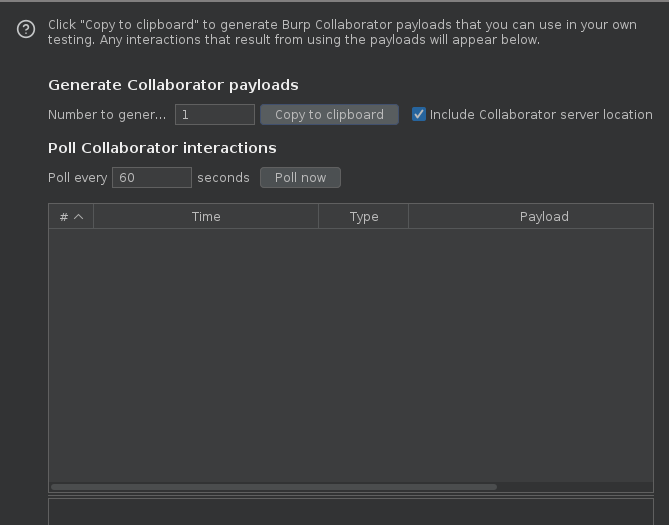 Click "Copy to clipboard" to generate Burp Collaborator payloads that you can use in your own
testing. Any interactions that result from using the payloads will appear below.
Generate Collaborator payloads
Number to gener... 1 Copy to clipboard Include Collaborator server location
Poll Collaborator interactions
Poll every 60 seconds Poll now
# Time Type Payload